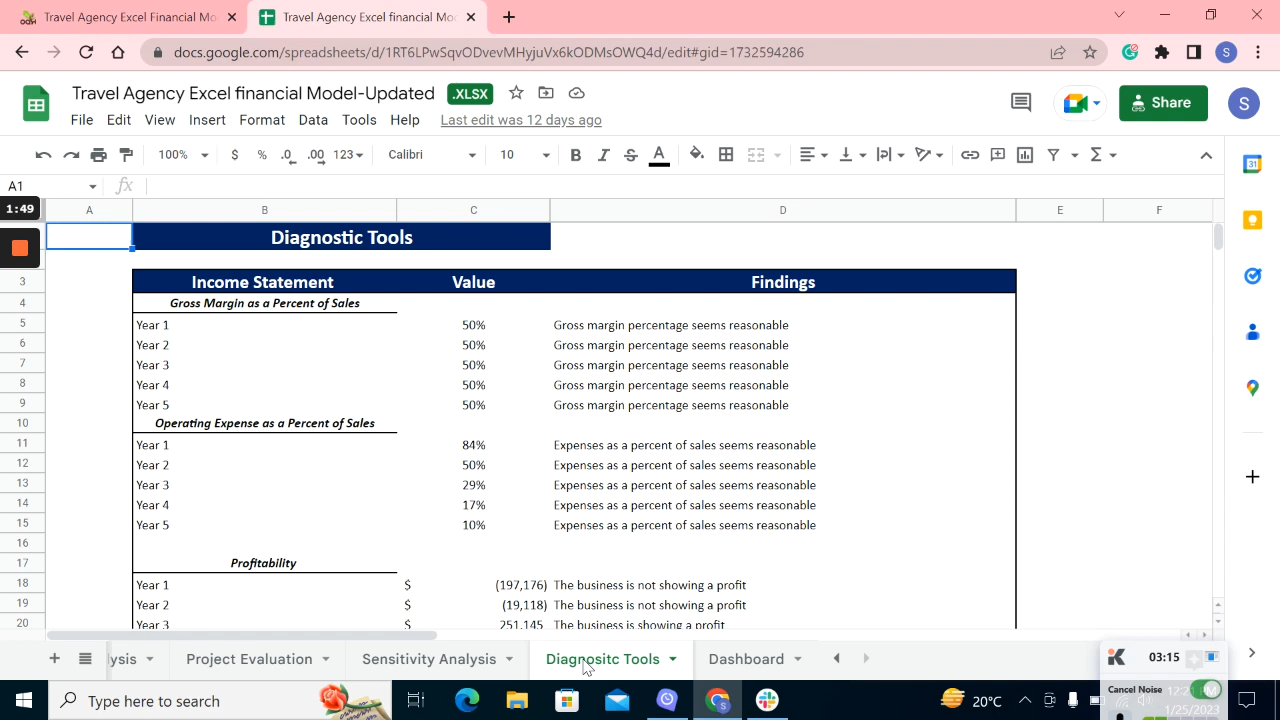 Travel Agency Excel Financial Mo
Travel Agency Excel financial Mod
docs.google.com/spreadsheets/d/1RT6LPwSqvODvevMHyjuVx6kODMsOWQ4d/edit#gid=1732594286
S
Travel Agency Excel financial Model-Updated
.XLSX
File Edit View Insert Format Data Tools Help Last edit was 12 days ago
Share
S
100% $ % .0 .00 123 Calibri 10 B I S A
A1 fx
1:49
A B C D E F
Diagnostic Tools
3 Income Statement Value Findings
4 Gross Margin as a Percent of Sales
5 Year 1 50% Gross margin percentage seems reasonable
6 Year 2 50% Gross margin percentage seems reasonable
7 Year 3 50% Gross margin percentage seems reasonable
8 Year 4 50% Gross margin percentage seems reasonable
9 Year 5 50% Gross margin percentage seems reasonable
10 Operating Expense as a Percent of Sales
11 Year 1 84% Expenses as a percent of sales seems reasonable
12 Year 2 50% Expenses as a percent of sales seems reasonable
13 Year 3 29% Expenses as a percent of sales seems reasonable
14 Year 4 17% Expenses as a percent of sales seems reasonable
15 Year 5 10% Expenses as a percent of sales seems reasonable
16
17 Profitability
18 Year 1 $ (197,176) The business is not showing a profit
19 Year 2 $ (19,118) The business is not showing a profit
20 Year 3 $ 251,145 The business is showing a profit
lysis Project Evaluation Sensitivity Analysis Diagnositc Tools Dashboard
03:15
Cancel Noise
Type here to search
20°C
12:21 PM
1/25/2023